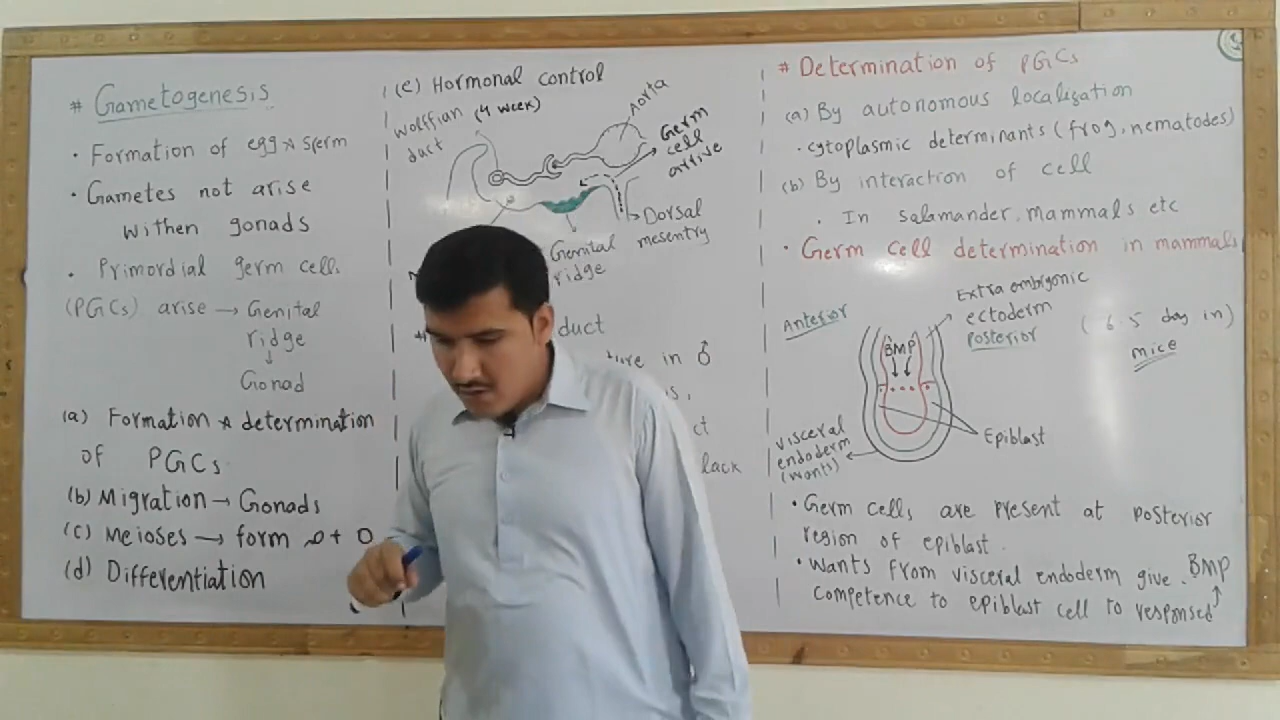 # Gametogenesis
· Formation of egg & sperm
· Gametes not arise
withen gonads
· Primordial germ cells
(PGCs) arise → Genital
ridge
↓
Gonad
(a) Formation & determination
of PGCs
(b) Migration → Gonads
(c) Meioses → form + O
(d) Differentiation
(e) Hormonal control
Wolffian (4 week)
duct
Aorta
Germ
cell
arrive
Dorsal
mesentry
Genital
ridge
duct
in ♂
lack
# Determination of PGCs
(a) By autonomous localization
· cytoplasmic determinants (frog, nematodes)
(b) By interaction of cell
· In salamander, mammals etc
· Germ cell determination in mammals
Anterior
Extra embryonic
ectoderm
Posterior
(6.5 day in)
mice
BMP
Visceral
endoderm
(Wants)
Epiblast
· Germ cells are present at posterior
region of epiblast.
· Wants from visceral endoderm give
competence to epiblast cell to responsed
BMP